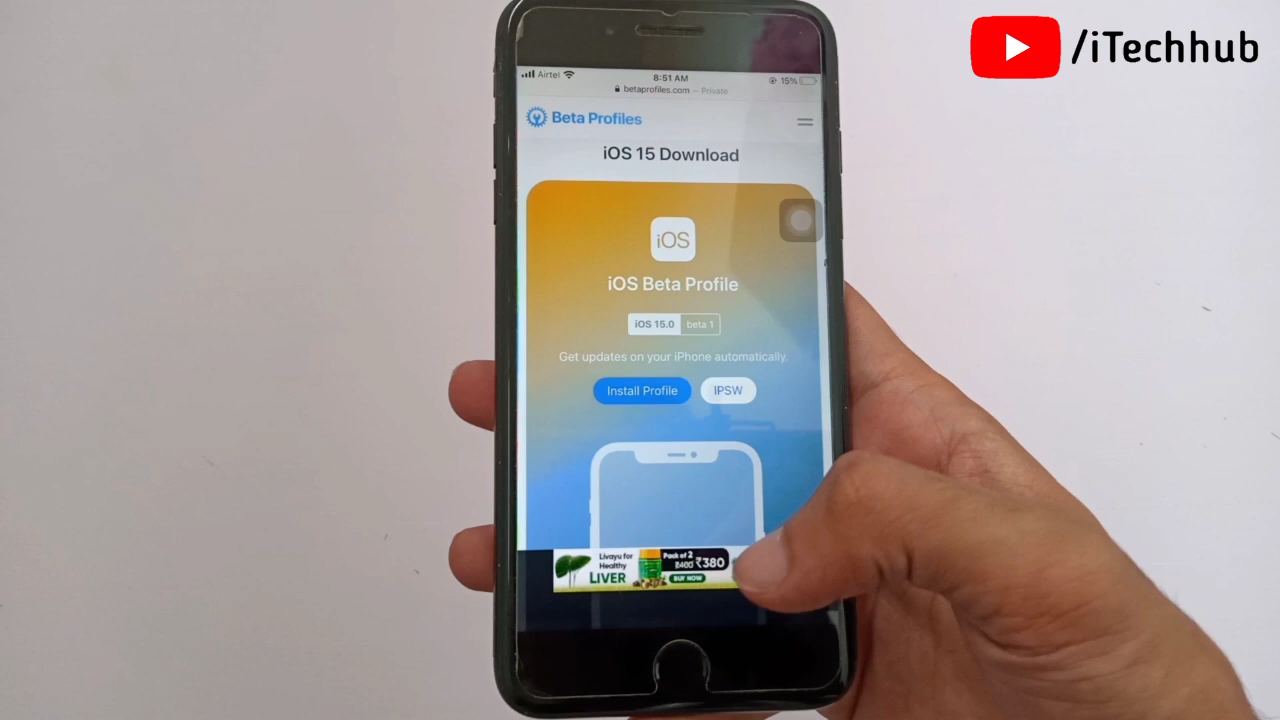 /iTechhub
Airtel
8:51 AM
15%
betaprofiles.com — Private
Beta Profiles
iOS 15 Download
iOS
iOS Beta Profile
iOS 15.0 beta 1
Get updates on your iPhone automatically.
Install Profile IPSW
Livayu for
Healthy
LIVER
Pack of 2
₹400 ₹380
BUY NOW